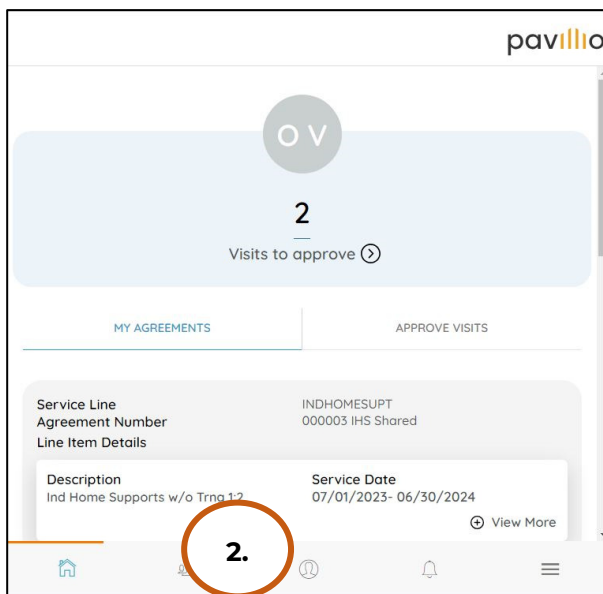 pavillio
O V
2
Visits to approve
MY AGREEMENTS APPROVE VISITS
Service Line INDHOMESUPT
Agreement Number 000003 IHS Shared
Line Item Details
Description Service Date
Ind Home Supports w/o Trng 1:2 07/01/2023- 06/30/2024
View More
2.